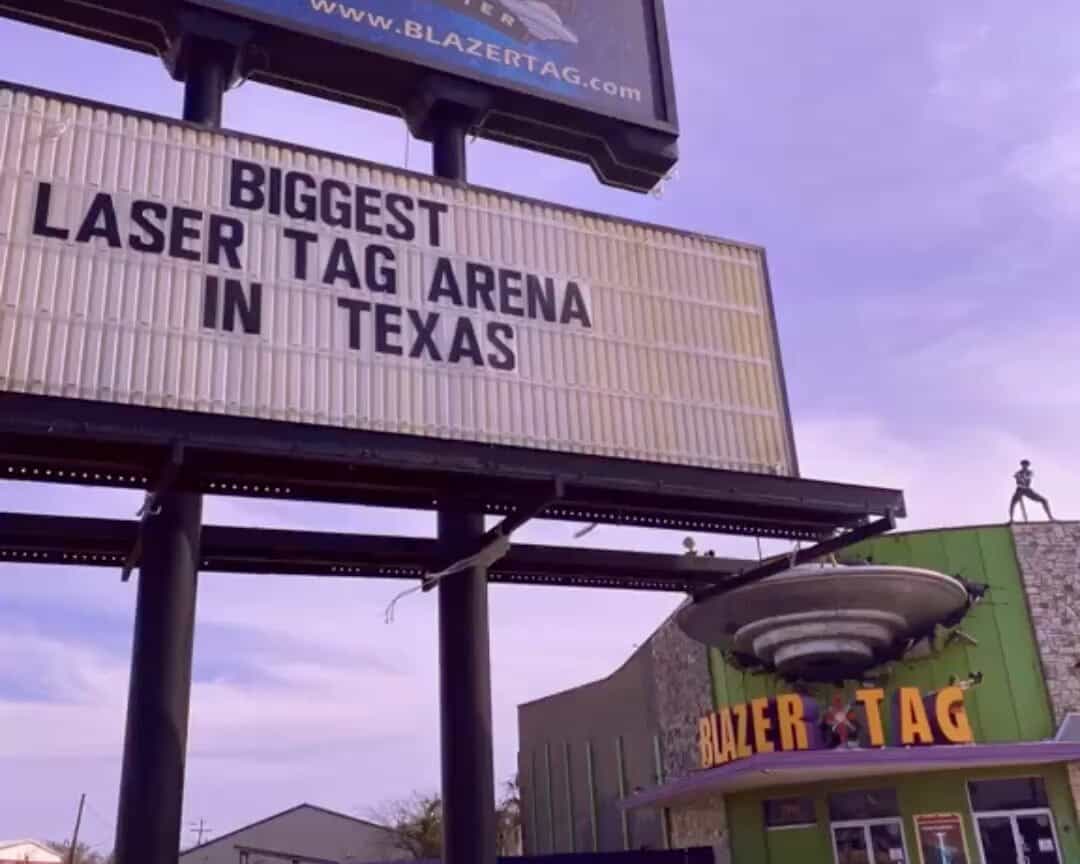 www.BLAZERTAG.com
BIGGEST
LASER TAG ARENA
IN TEXAS
BLAZER TAG